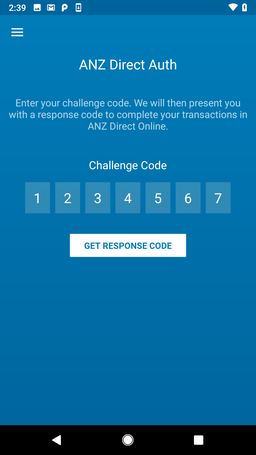 2:39
ANZ Direct Auth
Enter your challenge code. We will then present you
with a response code to complete your transactions in
ANZ Direct Online.
Challenge Code
1 2 3 4 5 6 7
GET RESPONSE CODE